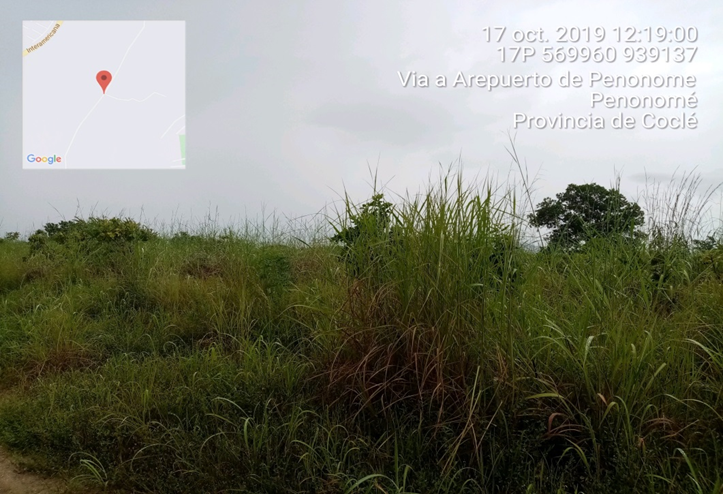 Interamericana
Google
17 oct. 2019 12:19:00
17P 569960 939137
Via a Arepuerto de Penonome
Penonomé
Provincia de Coclé